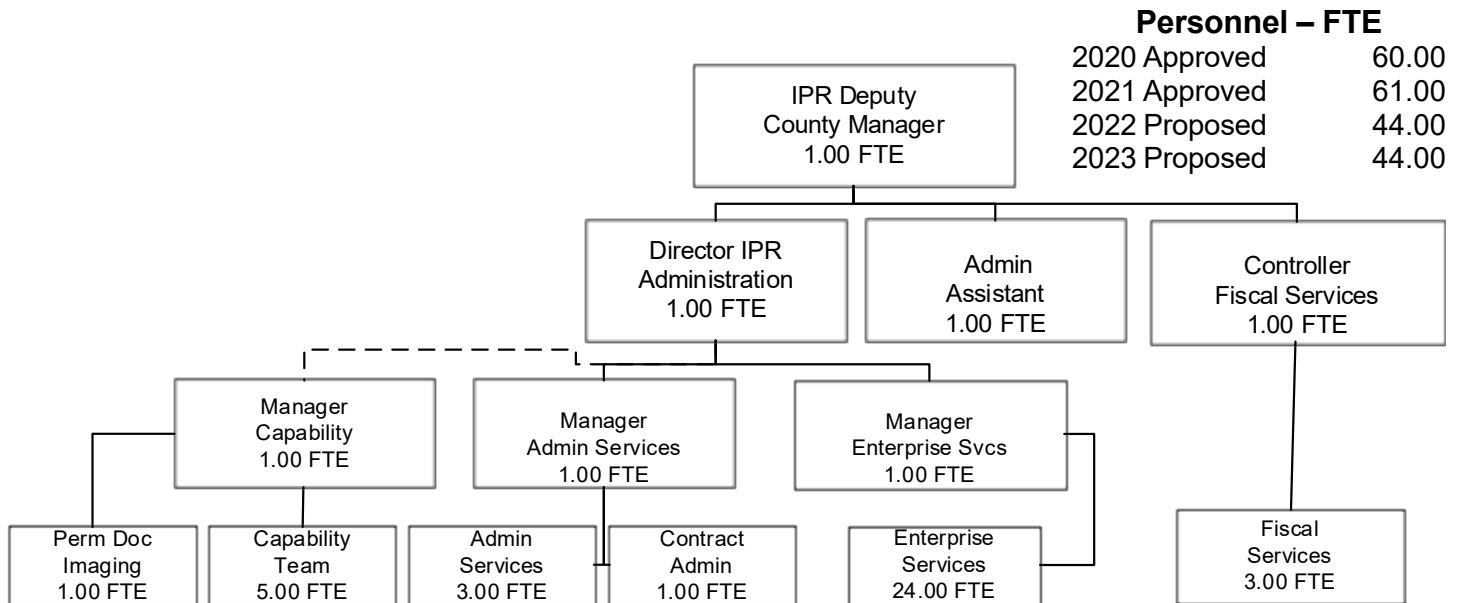 Personnel – FTE
2020 Approved 60.00
2021 Approved 61.00
2022 Proposed 44.00
2023 Proposed 44.00
IPR Deputy
County Manager
1.00 FTE
Director IPR
Administration
1.00 FTE
Admin
Assistant
1.00 FTE
Controller
Fiscal Services
1.00 FTE
Manager
Capability
1.00 FTE
Manager
Admin Services
1.00 FTE
Manager
Enterprise Svcs
1.00 FTE
Perm Doc
Imaging
1.00 FTE
Capability
Team
5.00 FTE
Admin
Services
3.00 FTE
Contract
Admin
1.00 FTE
Enterprise
Services
24.00 FTE
Fiscal
Services
3.00 FTE